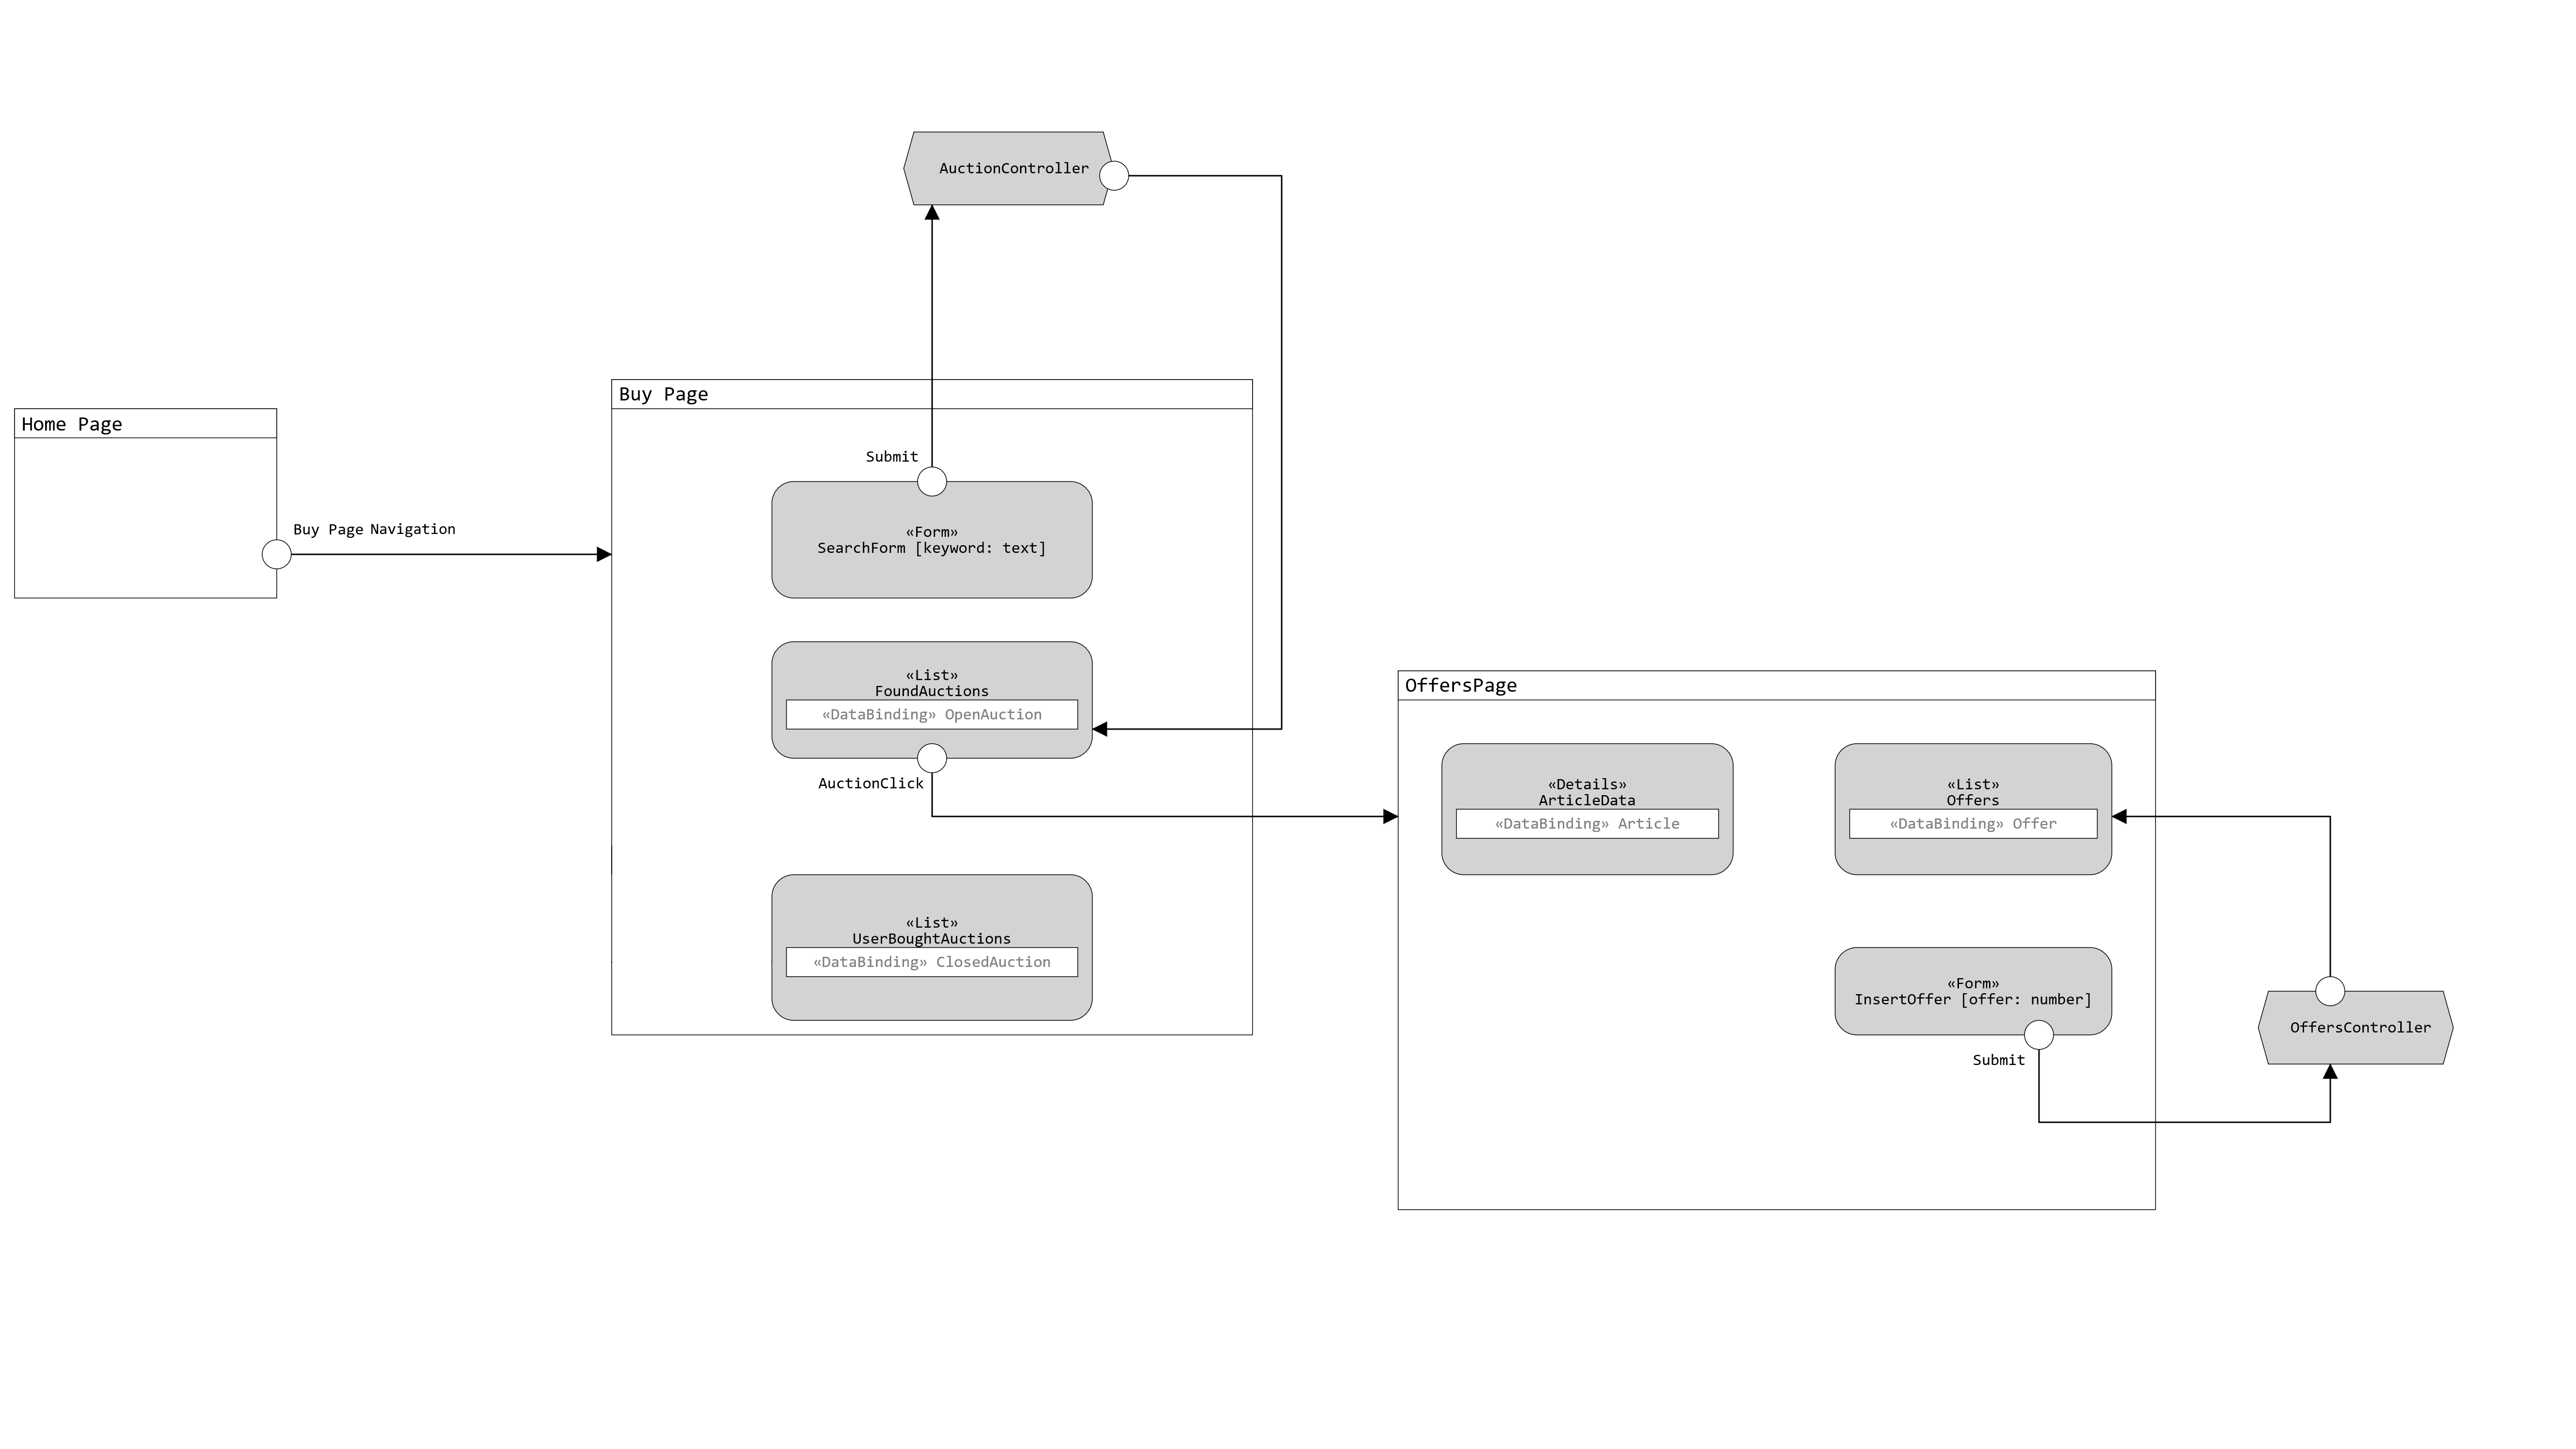 AuctionController
Buy Page
Home Page
Submit
Buy Page Navigation
«Form»
SearchForm [keyword: text]
«List»
FoundAuctions
«DataBinding» OpenAuction
AuctionClick
OffersPage
«Details»
ArticleData
«DataBinding» Article
«List»
Offers
«DataBinding» Offer
«List»
UserBoughtAuctions
«DataBinding» ClosedAuction
«Form»
InsertOffer [offer: number]
Submit
OffersController